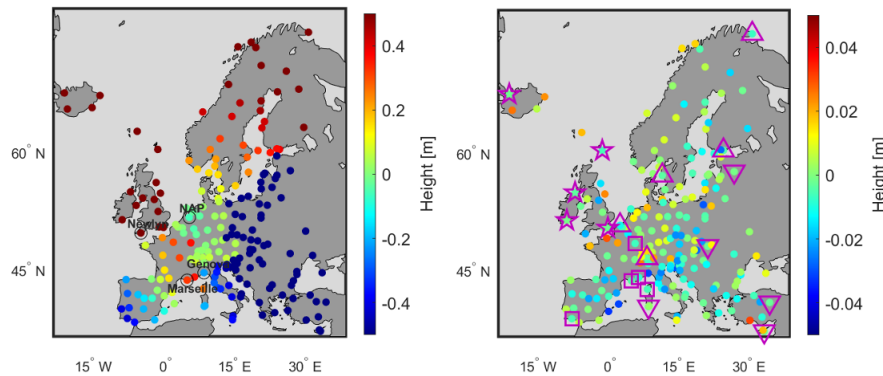 60° N
45° N
15° W
0°
15° E
30° E
NAP
Newlyn
Genova
Marseille
0.4
0.2
0
-0.2
-0.4
Height [m]
60° N
45° N
15° W
0°
15° E
30° E
0.04
0.02
0
-0.02
-0.04
Height [m]